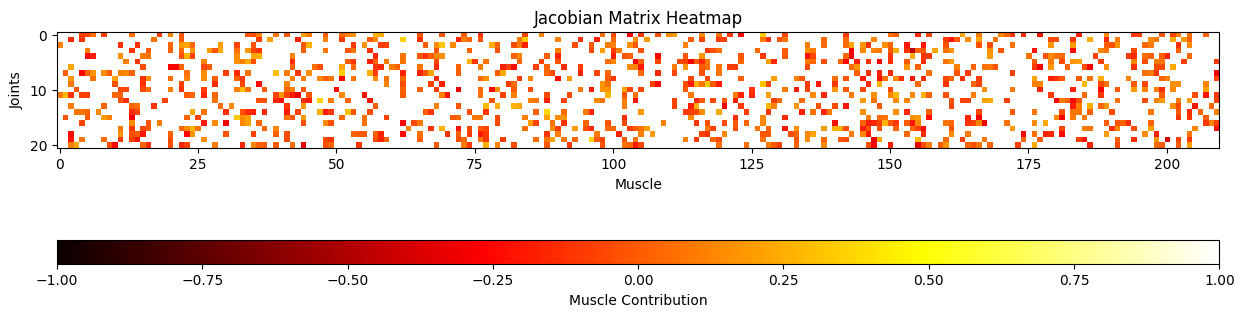 Jacobian Matrix Heatmap
Joints
0
10
20
0 25 50 75 100 125 150 175 200
Muscle
−1.00 −0.75 −0.50 −0.25 0.00 0.25 0.50 0.75 1.00
Muscle Contribution